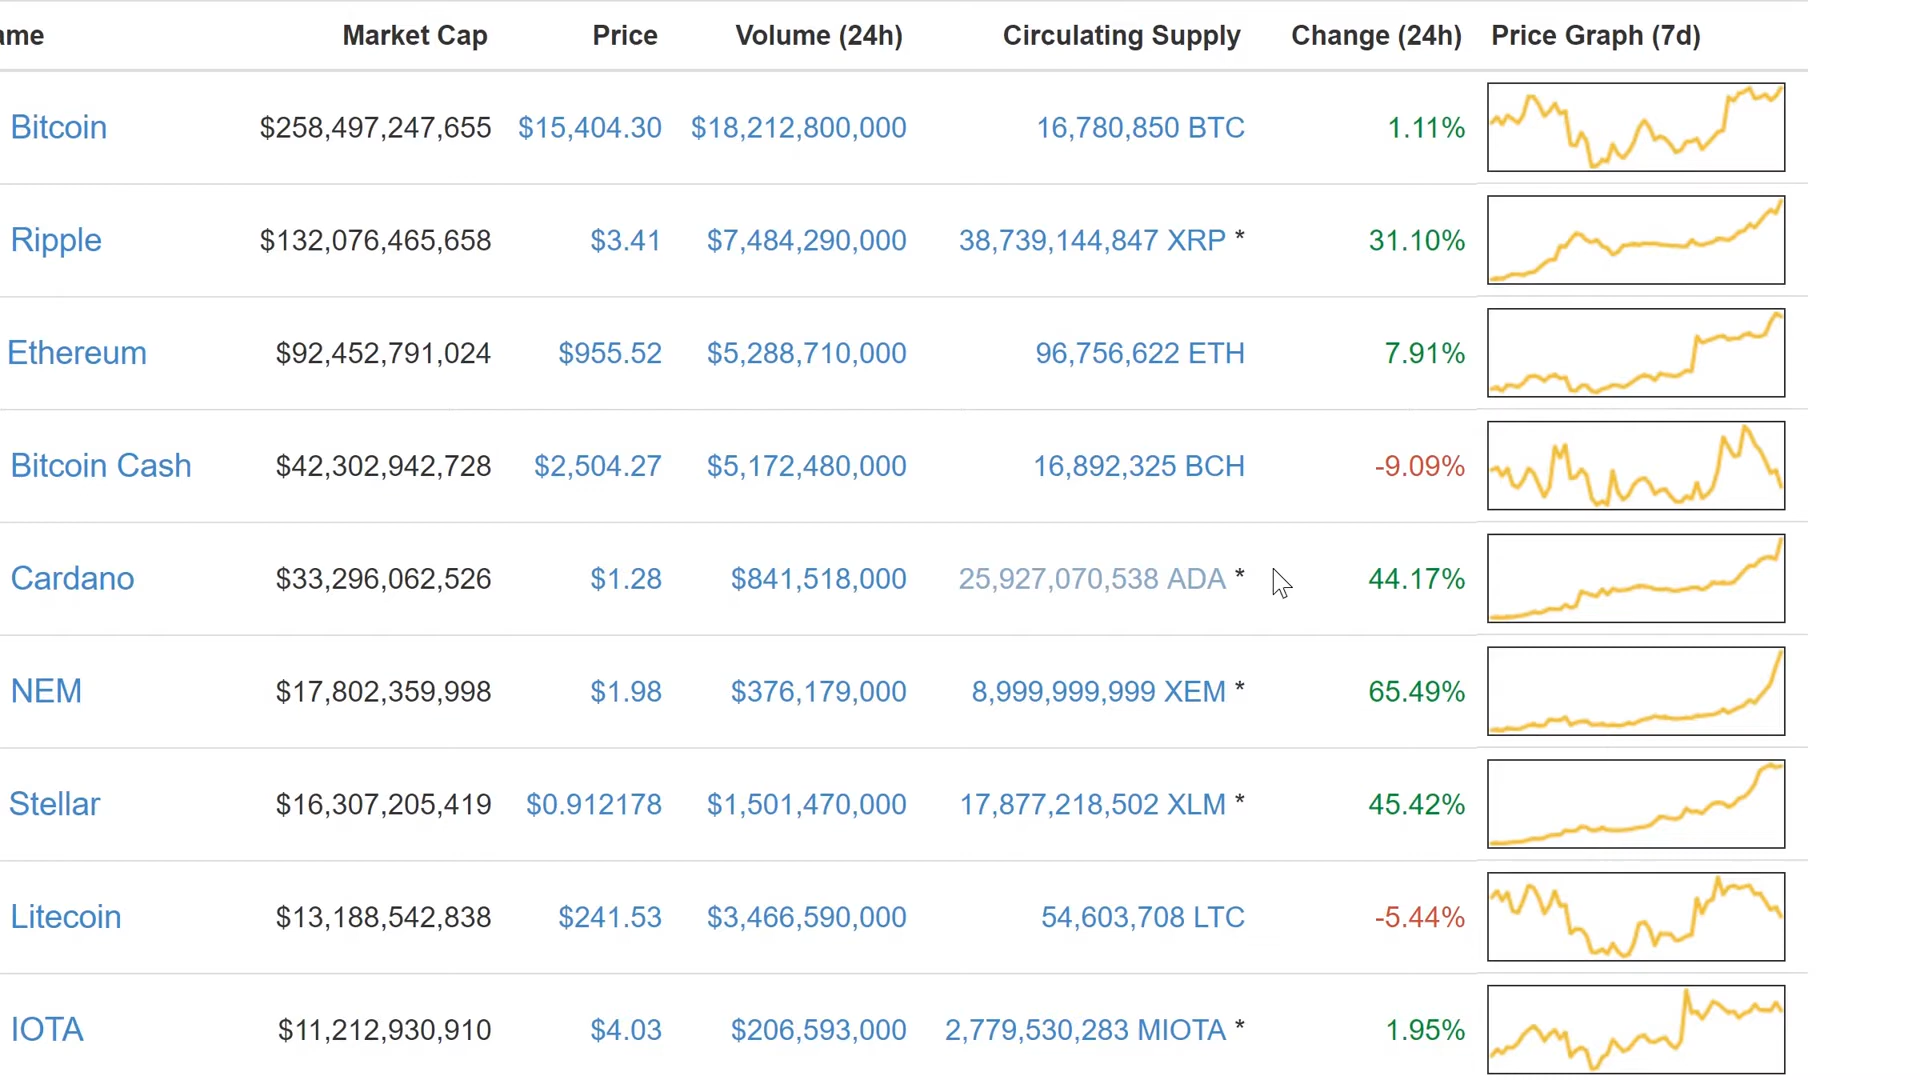 ame Market Cap Price Volume (24h) Circulating Supply Change (24h) Price Graph (7d)
Bitcoin $258,497,247,655 $15,404.30 $18,212,800,000 16,780,850 BTC 1.11%
Ripple $132,076,465,658 $3.41 $7,484,290,000 38,739,144,847 XRP * 31.10%
Ethereum $92,452,791,024 $955.52 $5,288,710,000 96,756,622 ETH 7.91%
Bitcoin Cash $42,302,942,728 $2,504.27 $5,172,480,000 16,892,325 BCH -9.09%
Cardano $33,296,062,526 $1.28 $841,518,000 25,927,070,538 ADA * 44.17%
NEM $17,802,359,998 $1.98 $376,179,000 8,999,999,999 XEM * 65.49%
Stellar $16,307,205,419 $0.912178 $1,501,470,000 17,877,218,502 XLM * 45.42%
Litecoin $13,188,542,838 $241.53 $3,466,590,000 54,603,708 LTC -5.44%
IOTA $11,212,930,910 $4.03 $206,593,000 2,779,530,283 MIOTA * 1.95%